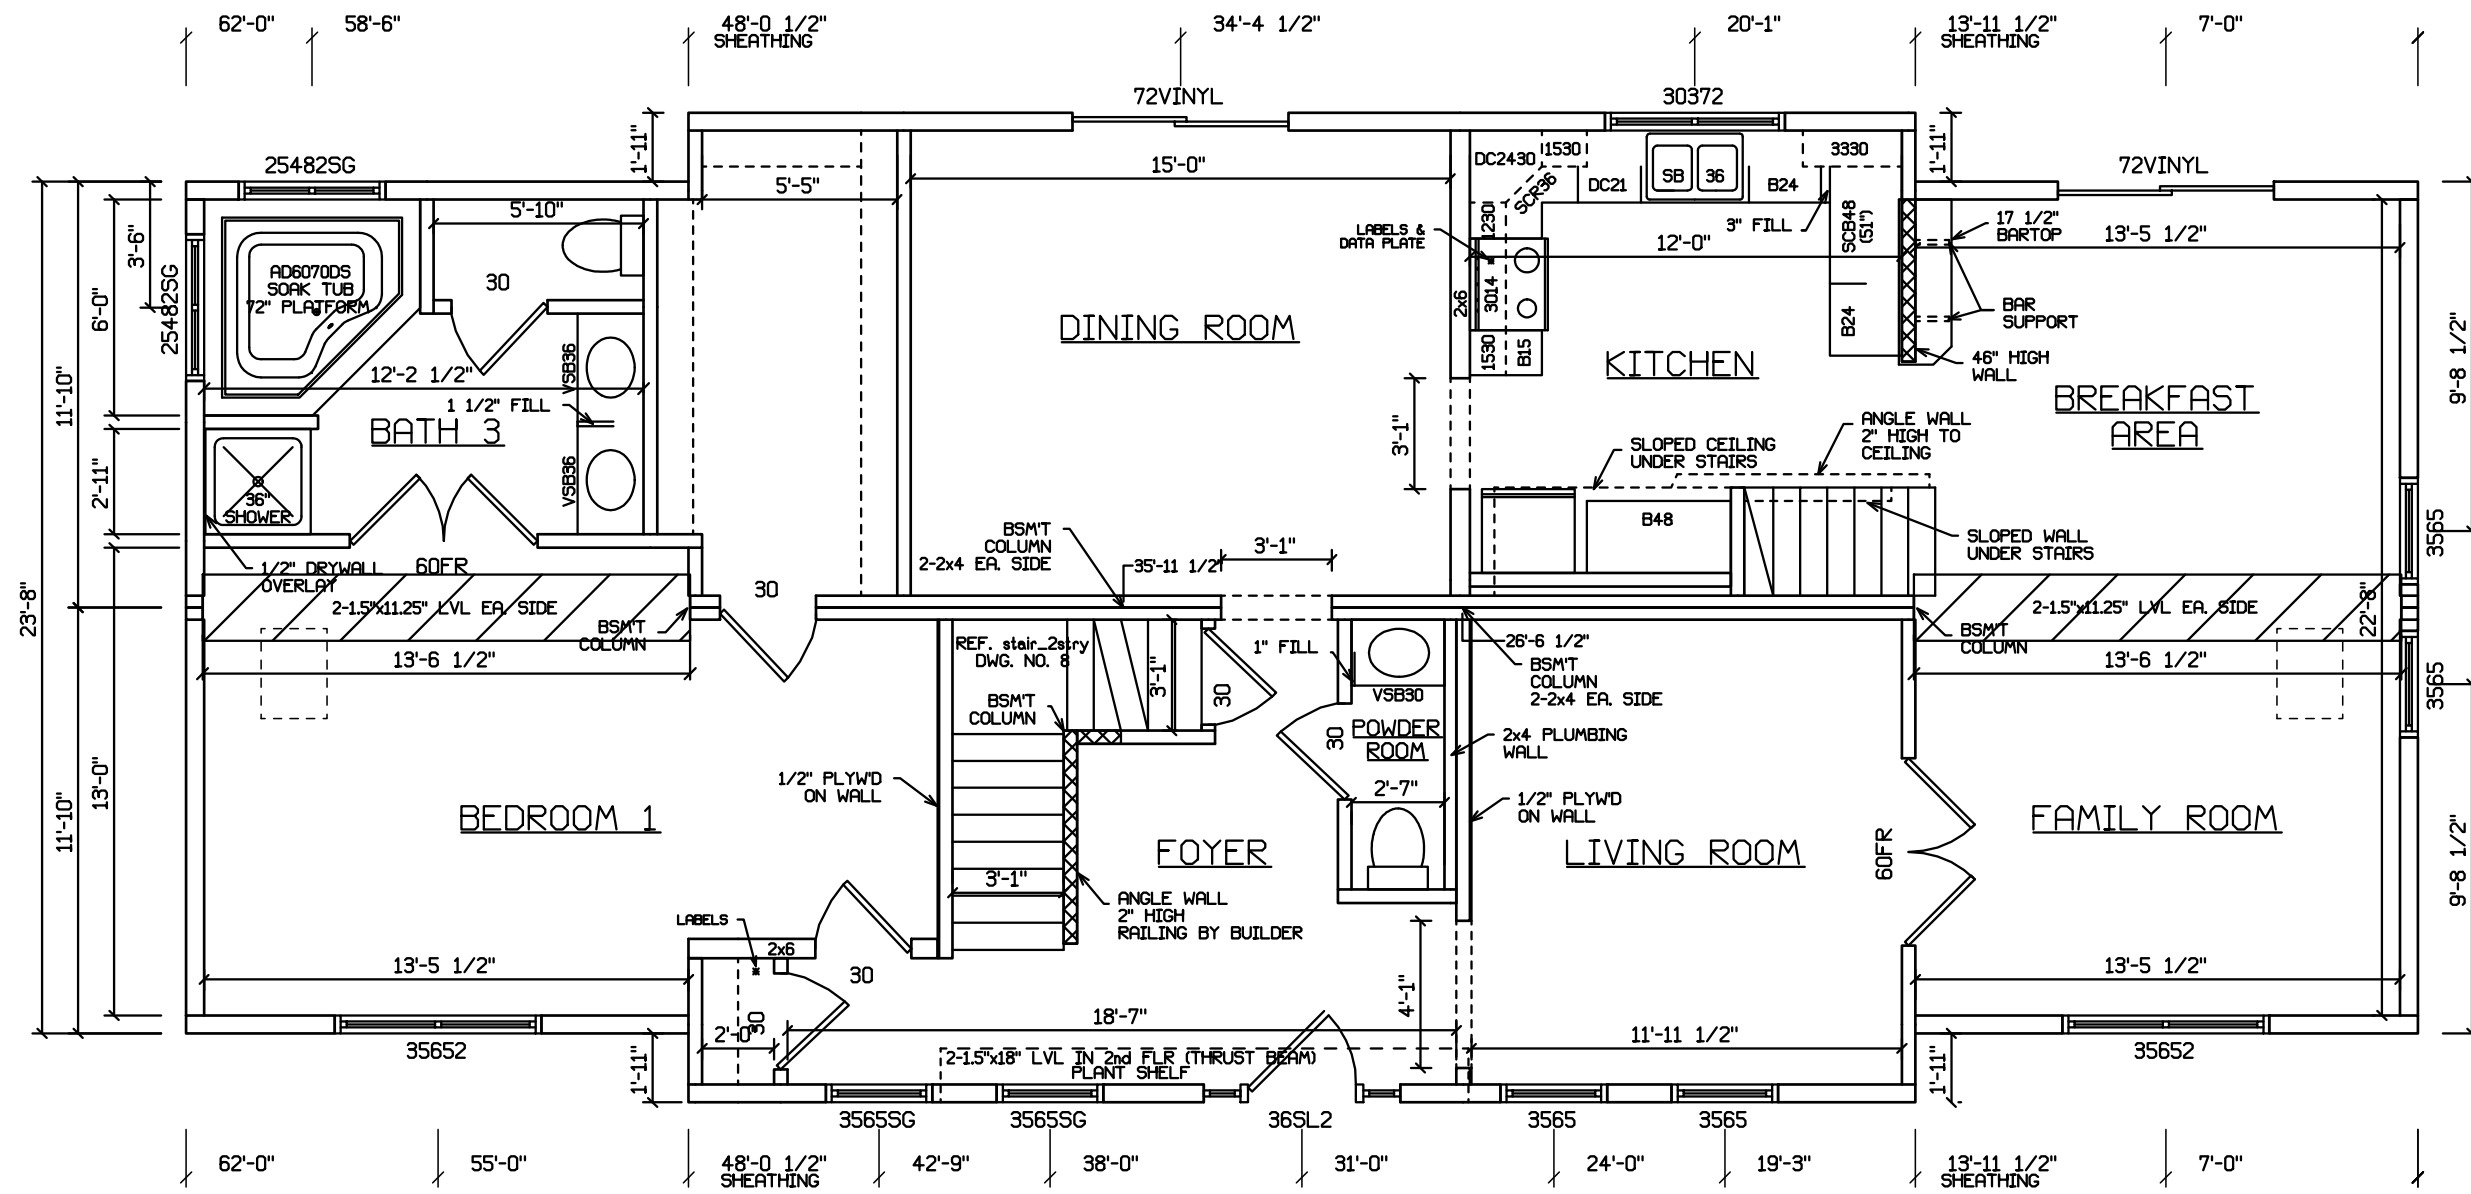 62'-0"
58'-6"
48'-0 1/2"
SHEATHING
34'-4 1/2"
20'-1"
13'-11 1/2"
SHEATHING
7'-0"
72VINYL
30372
25482SG
1'-11"
5'-5"
15'-0"
DC2430
1530
SCR36
DC21
SB
36
B24
3330
1'-11"
72VINYL
5'-10"
3'-6"
6'-0"
25482SG
AD6070DS
SOAK TUB
72" PLATFORM
30
LABELS &
DATA PLATE
1230
12'-0"
3" FILL
SCB48
(51")
17 1/2"
BARTOP
13'-5 1/2"
2x6
3014
B24
BAR
SUPPORT
DINING ROOM
1530
B15
KITCHEN
46" HIGH
WALL
9'-8 1/2"
12'-2 1/2"
VSB36
11'-10"
1 1/2" FILL
BATH 3
BREAKFAST
AREA
3'-1"
ANGLE WALL
2" HIGH TO
CEILING
SLOPED CEILING
UNDER STAIRS
2'-11"
36"
SHOWER
VSB36
B48
BSM'T
COLUMN
2-2x4 EA. SIDE
35'-11 1/2"
3'-1"
SLOPED WALL
UNDER STAIRS
3565
1/2" DRYWALL
OVERLAY
60FR
30
23'-8"
2-1.5"x11.25" LVL EA. SIDE
BSM'T
COLUMN
2-1.5"x11.25" LVL EA. SIDE
22'-8"
BSM'T
COLUMN
13'-6 1/2"
REF. stair_2stry
DWG. NO. 8
3'-1"
1" FILL
26'-6 1/2"
BSM'T
COLUMN
2-2x4 EA. SIDE
13'-6 1/2"
3565
BSM'T
COLUMN
30
VSB30
30
POWDER
ROOM
2x4 PLUMBING
WALL
13'-0"
11'-10"
1/2" PLYW'D
ON WALL
2'-7"
1/2" PLYW'D
ON WALL
BEDROOM 1
FOYER
LIVING ROOM
60FR
FAMILY ROOM
3'-1"
ANGLE WALL
2" HIGH
RAILING BY BUILDER
9'-8 1/2"
LABELS
2x6
13'-5 1/2"
30
4'-1"
13'-5 1/2"
2'-0"
30
18'-7"
11'-11 1/2"
35652
1'-11"
2-1.5"x18" LVL IN 2nd FLR (THRUST BEAM)
PLANT SHELF
35652
1'-11"
3565SG
3565SG
36SL2
3565
3565
62'-0"
55'-0"
48'-0 1/2"
SHEATHING
42'-9"
38'-0"
31'-0"
24'-0"
19'-3"
13'-11 1/2"
SHEATHING
7'-0"